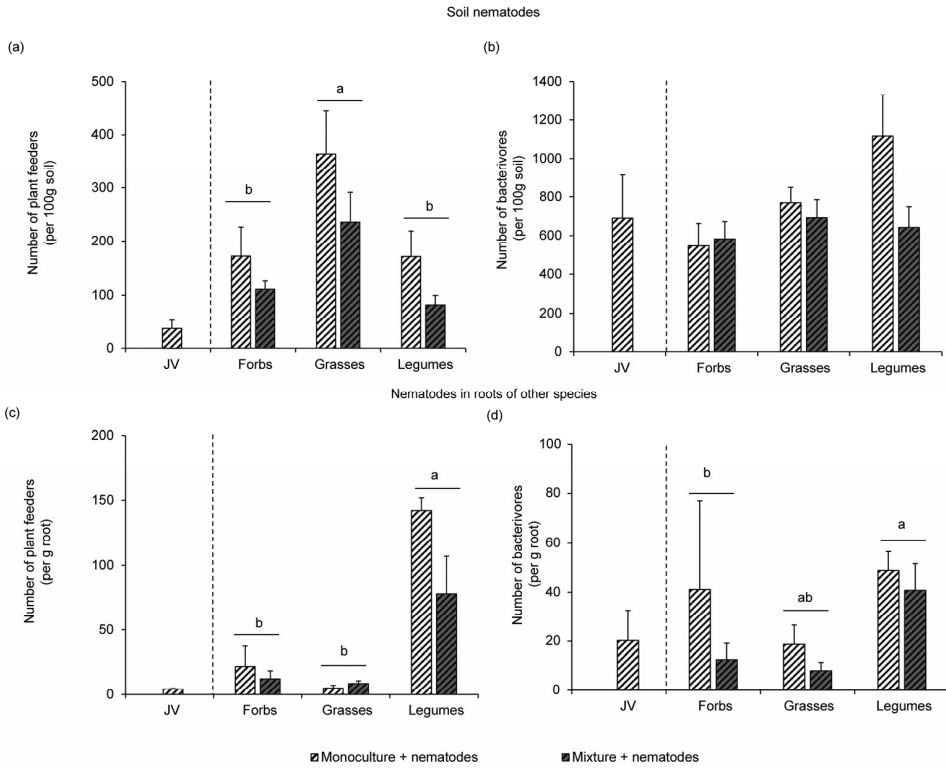 Soil nematodes
(a)
Number of plant feeders
(per 100g soil)
500
400
300
200
100
0
b
a
b
JV
Forbs
Grasses
Legumes
(b)
Number of bacterivores
(per 100g soil)
1400
1200
1000
800
600
400
200
0
JV
Forbs
Grasses
Legumes
Nematodes in roots of other species
(c)
Number of plant feeders
(per g root)
200
150
100
50
0
b
b
a
JV
Forbs
Grasses
Legumes
(d)
Number of bacterivores
(per g root)
100
80
60
40
20
0
b
ab
a
JV
Forbs
Grasses
Legumes
Monoculture + nematodes
Mixture + nematodes